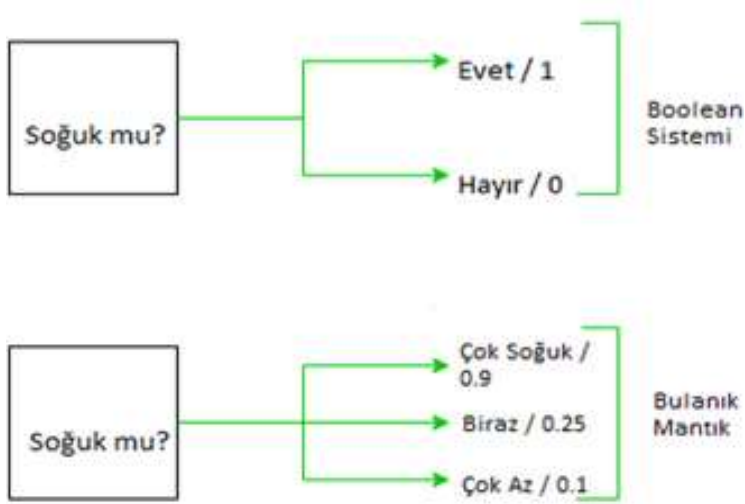 Soğuk mu?
Evet / 1
Hayır / 0
Boolean
Sistemi
Soğuk mu?
Çok Soğuk /
0.9
Biraz / 0.25
Çok Az / 0.1
Bulanık
Mantık